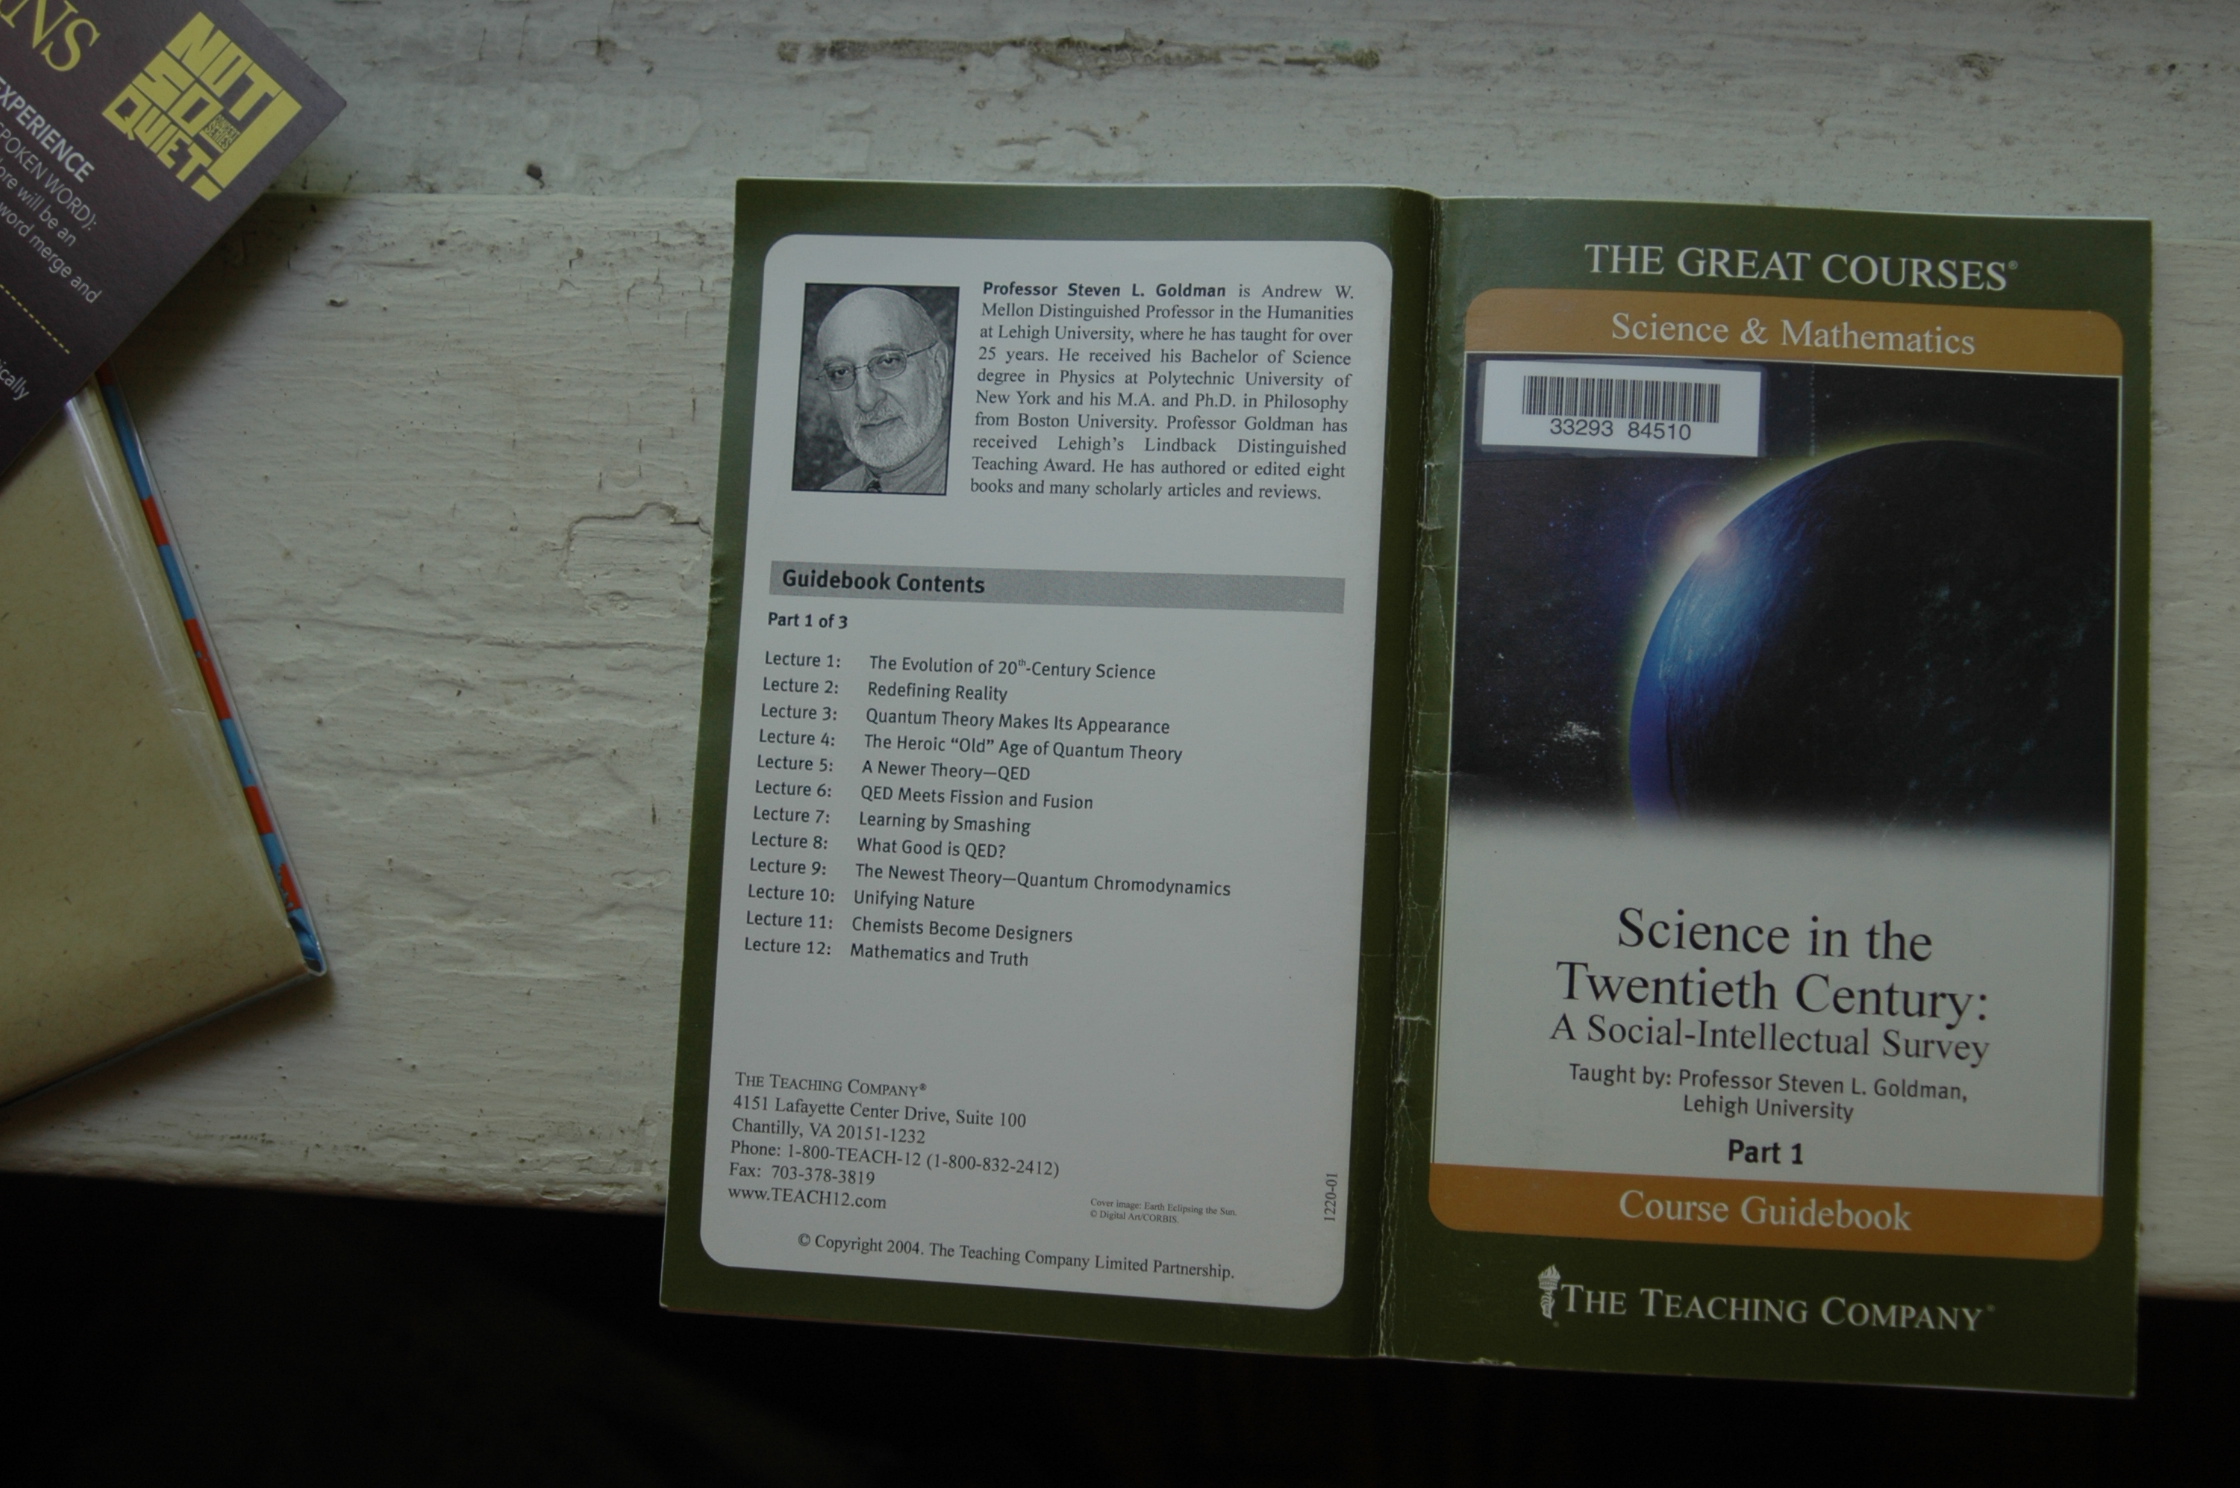 NS
NOT
SO
QUIET!
EXPERIENCE
SPOKEN WORD):
ore will be an
word merge and
ically
Professor Steven L. Goldman is Andrew W.
Mellon Distinguished Professor in the Humanities
at Lehigh University, where he has taught for over
25 years. He received his Bachelor of Science
degree in Physics at Polytechnic University of
New York and his M.A. and Ph.D. in Philosophy
from Boston University. Professor Goldman has
received Lehigh's Lindback Distinguished
Teaching Award. He has authored or edited eight
books and many scholarly articles and reviews.
Guidebook Contents
Part 1 of 3
Lecture 1: The Evolution of 20th-Century Science
Lecture 2: Redefining Reality
Lecture 3: Quantum Theory Makes Its Appearance
Lecture 4: The Heroic "Old" Age of Quantum Theory
Lecture 5: A Newer Theory—QED
Lecture 6: QED Meets Fission and Fusion
Lecture 7: Learning by Smashing
Lecture 8: What Good is QED?
Lecture 9: The Newest Theory—Quantum Chromodynamics
Lecture 10: Unifying Nature
Lecture 11: Chemists Become Designers
Lecture 12: Mathematics and Truth
THE TEACHING COMPANY®
4151 Lafayette Center Drive, Suite 100
Chantilly, VA 20151-1232
Phone: 1-800-TEACH-12 (1-800-832-2412)
Fax: 703-378-3819
www.TEACH12.com
Cover image: Earth Eclipsing the Sun.
© Digital Art/CORBIS.
1220-01
© Copyright 2004. The Teaching Company Limited Partnership.
THE GREAT COURSES®
Science & Mathematics
33293 84510
Science in the
Twentieth Century:
A Social-Intellectual Survey
Taught by: Professor Steven L. Goldman,
Lehigh University
Part 1
Course Guidebook
THE TEACHING COMPANY®